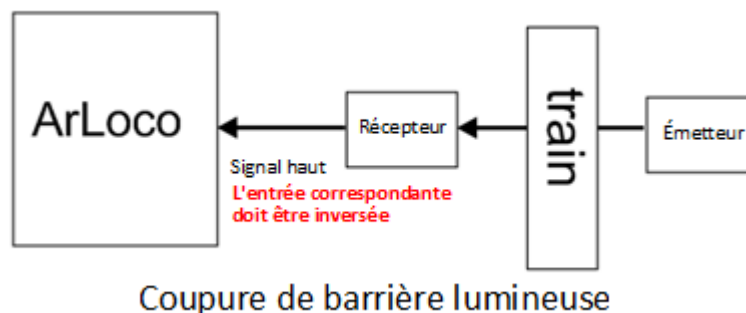 ArLoco
Récepteur
train
Émetteur
Signal haut
L'entrée correspondante
doit être inversée
Coupure de barrière lumineuse